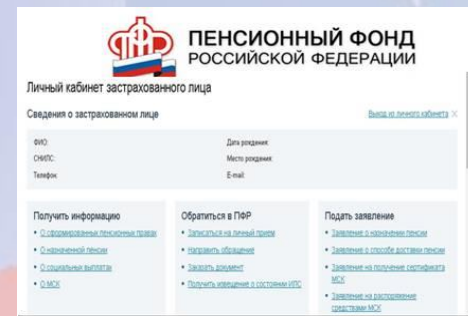 ПЕНСИОННЫЙ ФОНД
РОССИЙСКОЙ ФЕДЕРАЦИИ
Личный кабинет застрахованного лица
Сведения о застрахованном лице
Выход из личного кабинета ×
ФИО:
Дата рождения:
СНИЛС:
Место рождения:
Телефон:
E-mail:
Получить информацию
• О сформированных пенсионных правах
• О назначенной пенсии
• О социальных выплатах
• О МСК
Обратиться в ПФР
• Записаться на личный прием
• Направить обращение
• Заказать документ
• Получить извещение о состоянии ИЛС
Подать заявление
• Заявление о назначении пенсии
• Заявление о способе доставки пенсии
• Заявление на получение сертификата
МСК
• Заявление на распоряжение
средствами МСК